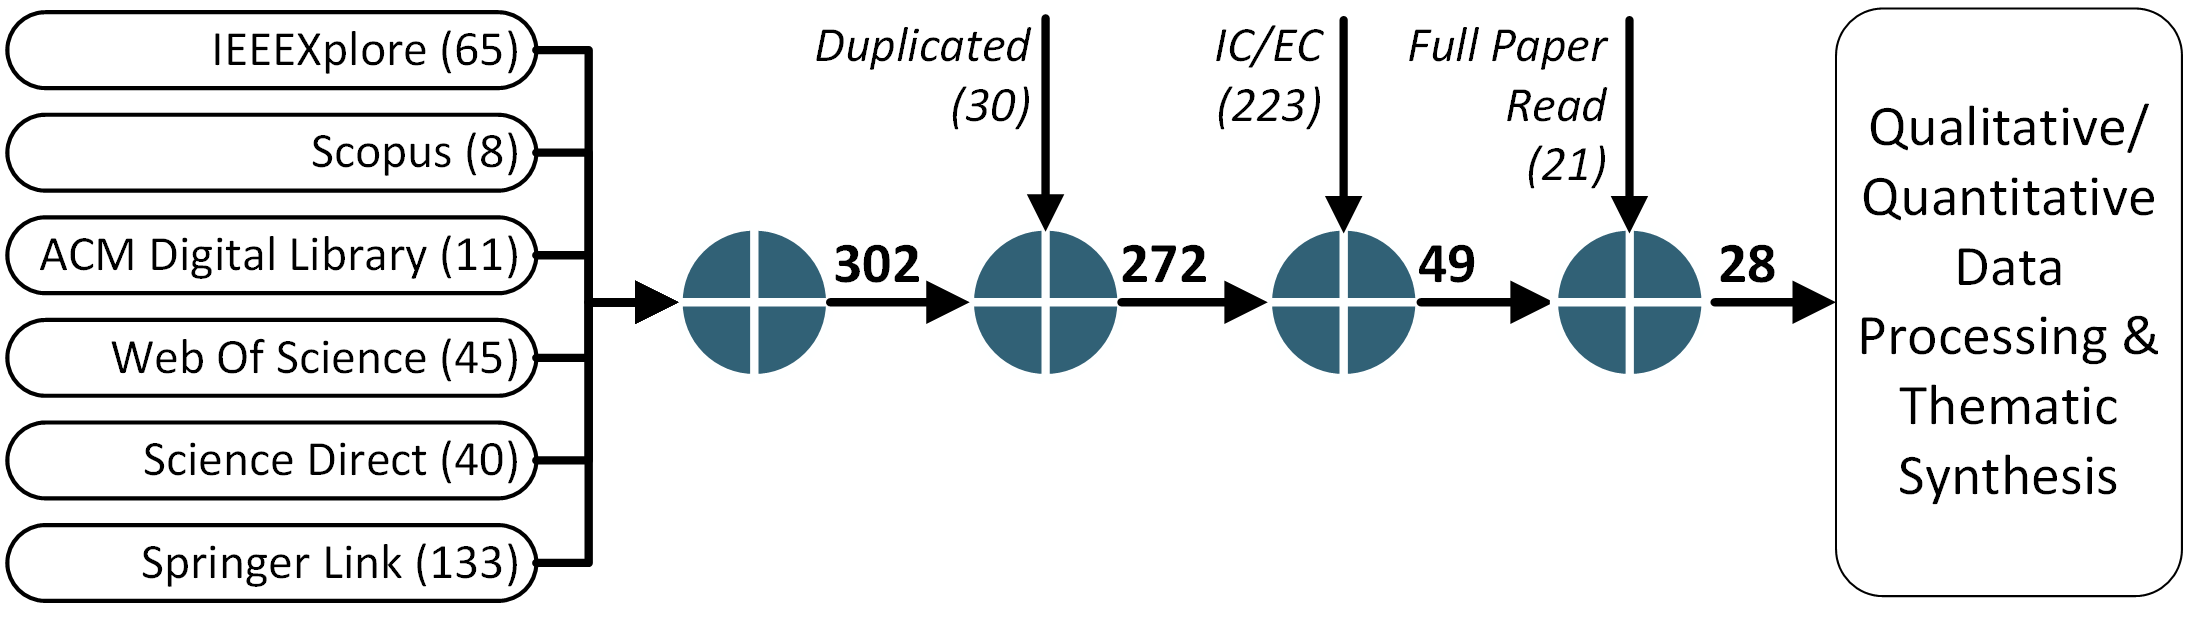 IEEEXplore (65)
Scopus (8)
ACM Digital Library (11)
Web Of Science (45)
Science Direct (40)
Springer Link (133)
302
Duplicated
(30)
272
IC/EC
(223)
49
Full Paper
Read
(21)
28
Qualitative/
Quantitative
Data
Processing &
Thematic
Synthesis